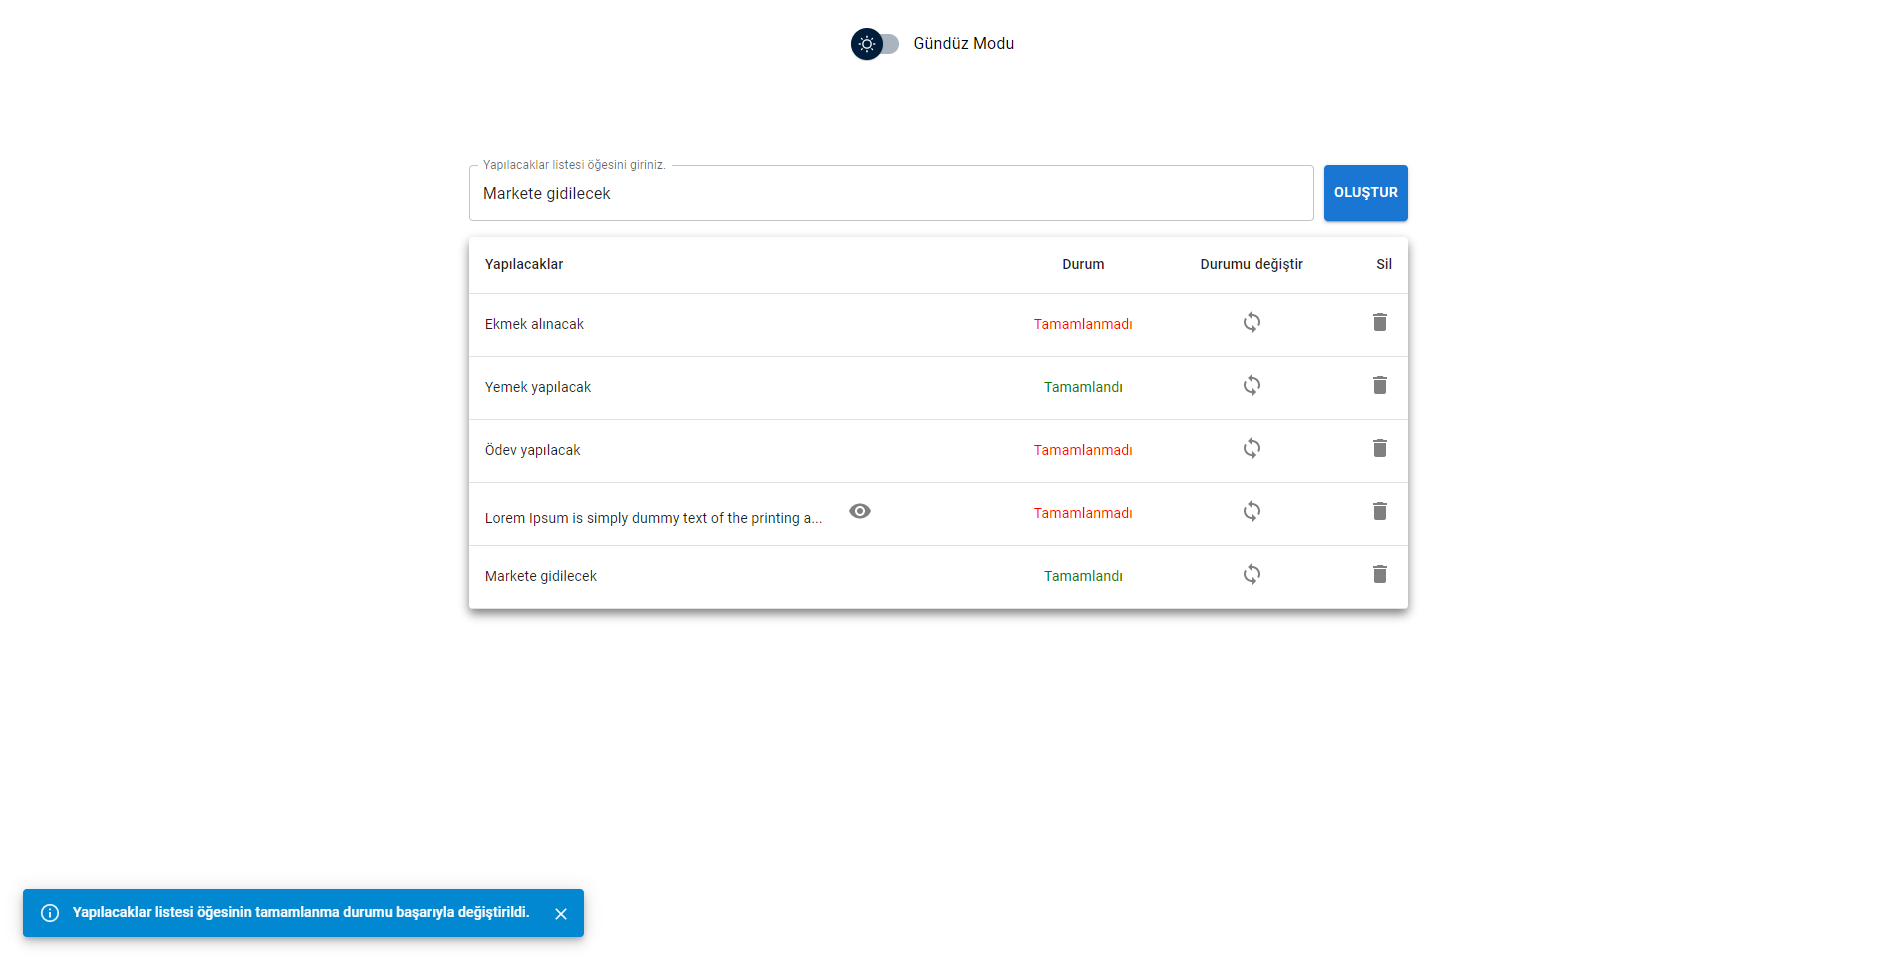 Gündüz Modu
Yapılacaklar listesi öğesini giriniz.
Markete gidilecek
OLUŞTUR
Yapılacaklar Durum Durumu değiştir Sil
Ekmek alınacak Tamamlanmadı
Yemek yapılacak Tamamlandı
Ödev yapılacak Tamamlanmadı
Lorem Ipsum is simply dummy text of the printing a... Tamamlanmadı
Markete gidilecek Tamamlandı
Yapılacaklar listesi öğesinin tamamlanma durumu başarıyla değiştirildi.